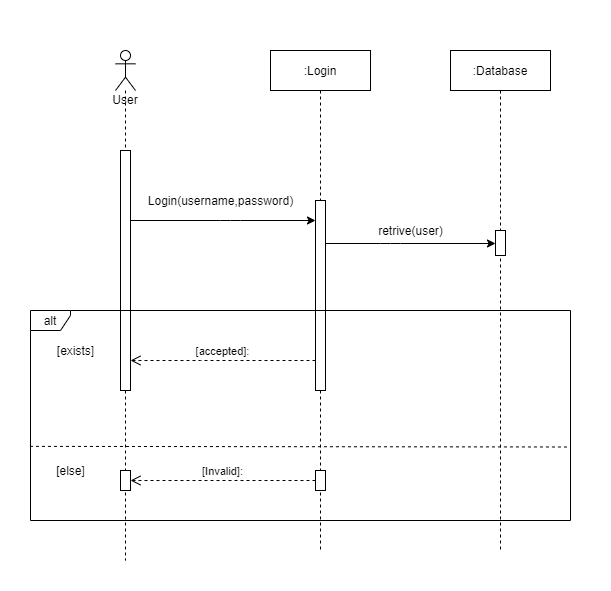 User
:Login
:Database
Login(username,password)
retrive(user)
alt
[exists]
[accepted]:
[else]
[Invalid]: